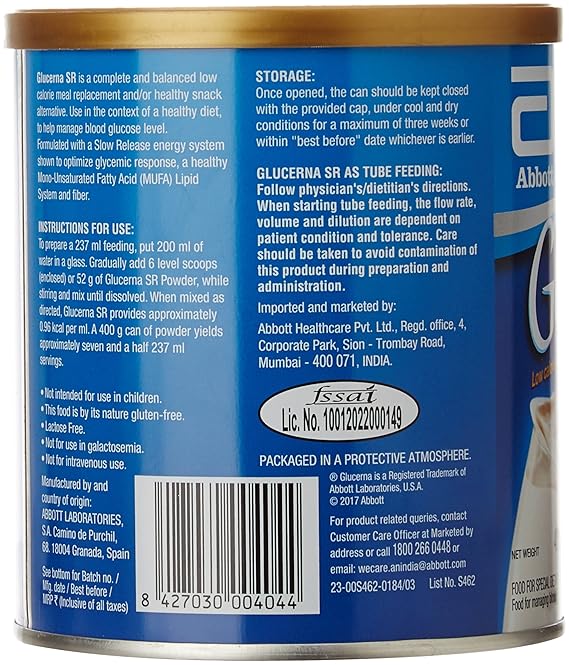 Glucerna SR is a complete and balanced low
calorie meal replacement and/or healthy snack
alternative. Use in the context of a healthy diet,
to help manage blood glucose level.
Formulated with a Slow Release energy system
shown to optimize glycemic response, a healthy
Mono-Unsaturated Fatty Acid (MUFA) Lipid
System and fiber.
INSTRUCTIONS FOR USE:
To prepare a 237 ml feeding, put 200 ml of
water in a glass. Gradually add 6 level scoops
(enclosed) or 52 g of Glucerna SR Powder, while
stirring and mix until dissolved. When mixed as
directed, Glucerna SR provides approximately
0.96 kcal per ml. A 400 g can of powder yields
approximately seven and a half 237 ml
servings.
• Not intended for use in children.
• This food is by its nature gluten-free.
• Lactose Free.
• Not for use in galactosemia.
• Not for intravenous use.
Manufactured by and
country of origin:
ABBOTT LABORATORIES,
S.A. Camino de Purchil,
68. 18004 Granada, Spain
See bottom for Batch no. /
Mfg. date / Best before /
MRP ₹ (Inclusive of all taxes)
8 427030 004044
STORAGE:
Once opened, the can should be kept closed
with the provided cap, under cool and dry
conditions for a maximum of three weeks or
within "best before" date whichever is earlier.
GLUCERNA SR AS TUBE FEEDING:
Follow physician's/dietitian's directions.
When starting tube feeding, the flow rate,
volume and dilution are dependent on
patient condition and tolerance. Care
should be taken to avoid contamination of
this product during preparation and
administration.
Imported and marketed by:
Abbott Healthcare Pvt. Ltd., Regd. office, 4,
Corporate Park, Sion - Trombay Road,
Mumbai - 400 071, INDIA.
fssai
Lic. No. 10012022000149
PACKAGED IN A PROTECTIVE ATMOSPHERE.
® Glucerna is a Registered Trademark of
Abbott Laboratories, U.S.A.
© 2017 Abbott
For product related queries, contact
Customer Care Officer at Marketed by
address or call 1800 266 0448 or
email: wecare.anindia@abbott.com
23-00S462-0184/03 List No. S462
Abbott
G
Low
NET WEIGHT
FOOD FOR SPECIAL DIE
Food for managing